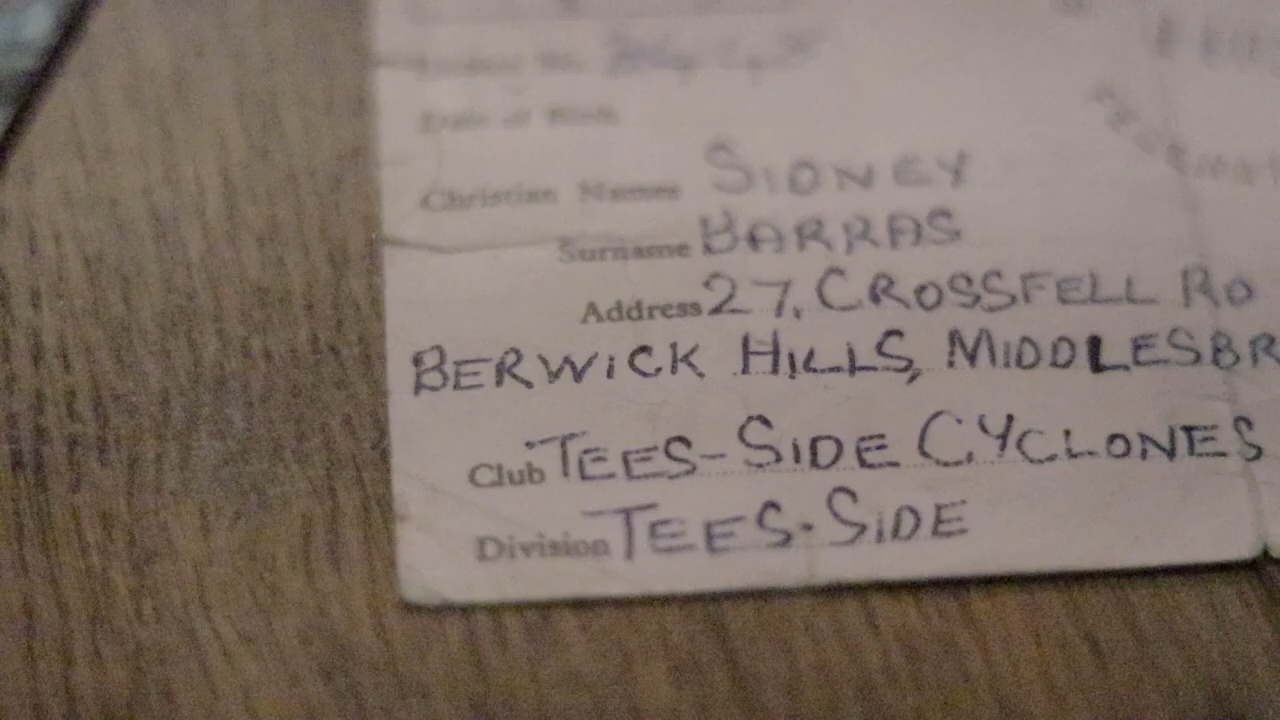 Date of Birth
Christian Names SIDNEY
Surname BARRAS
Address 27, CROSSFELL RD
BERWICK HILLS, MIDDLESBR
Club TEES-SIDE CYCLONES
Division TEES-SIDE